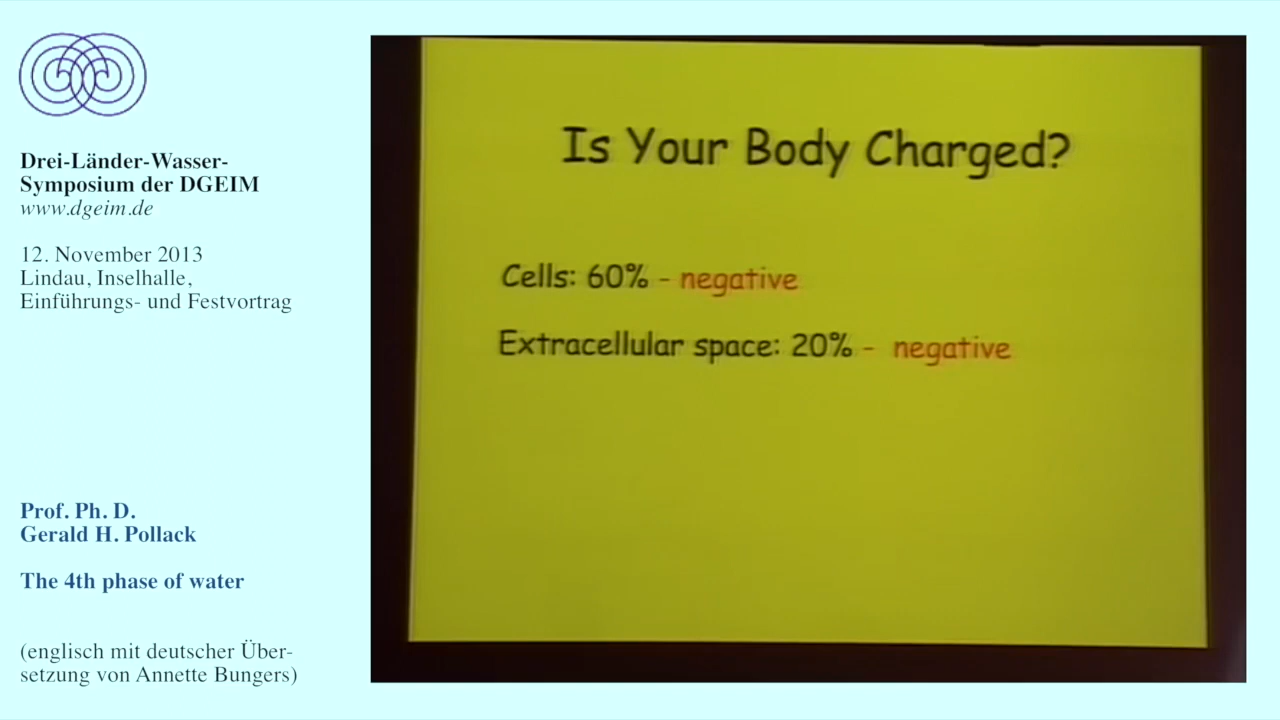 Drei-Länder-Wasser-
Symposium der DGEIM
www.dgeim.de
12. November 2013
Lindau, Inselhalle,
Einführungs- und Festvortrag
Prof. Ph. D.
Gerald H. Pollack
The 4th phase of water
(englisch mit deutscher Über-
setzung von Annette Bungers)
Is Your Body Charged?
Cells: 60% - negative
Extracellular space: 20% - negative